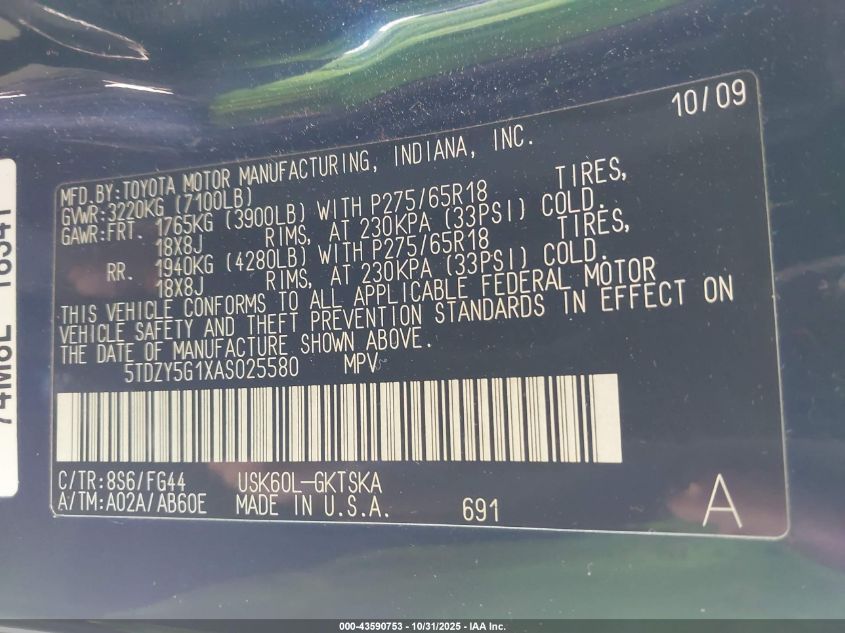 10/09
MFD.BY:TOYOTA MOTOR MANUFACTURING, INDIANA, INC.
GVWR:3220KG (7100LB)
GAWR:FRT. 1765KG (3900LB) WITH P275/65R18 TIRES,
18X8J RIMS, AT 230KPA (33PSI) COLD.
RR. 1940KG (4280LB) WITH P275/65R18 TIRES,
18X8J RIMS, AT 230KPA (33PSI) COLD.
THIS VEHICLE CONFORMS TO ALL APPLICABLE FEDERAL MOTOR
VEHICLE SAFETY AND THEFT PREVENTION STANDARDS IN EFFECT ON
THE DATE OF MANUFACTURE SHOWN ABOVE.
5TDZY5G1XAS025580 MPV
C/TR:8S6/FG44 USK60L-GKTSKA
A/TM:A02A/AB60E MADE IN U.S.A. 691 A
000-43590753 - 10/31/2025 - IAA Inc.